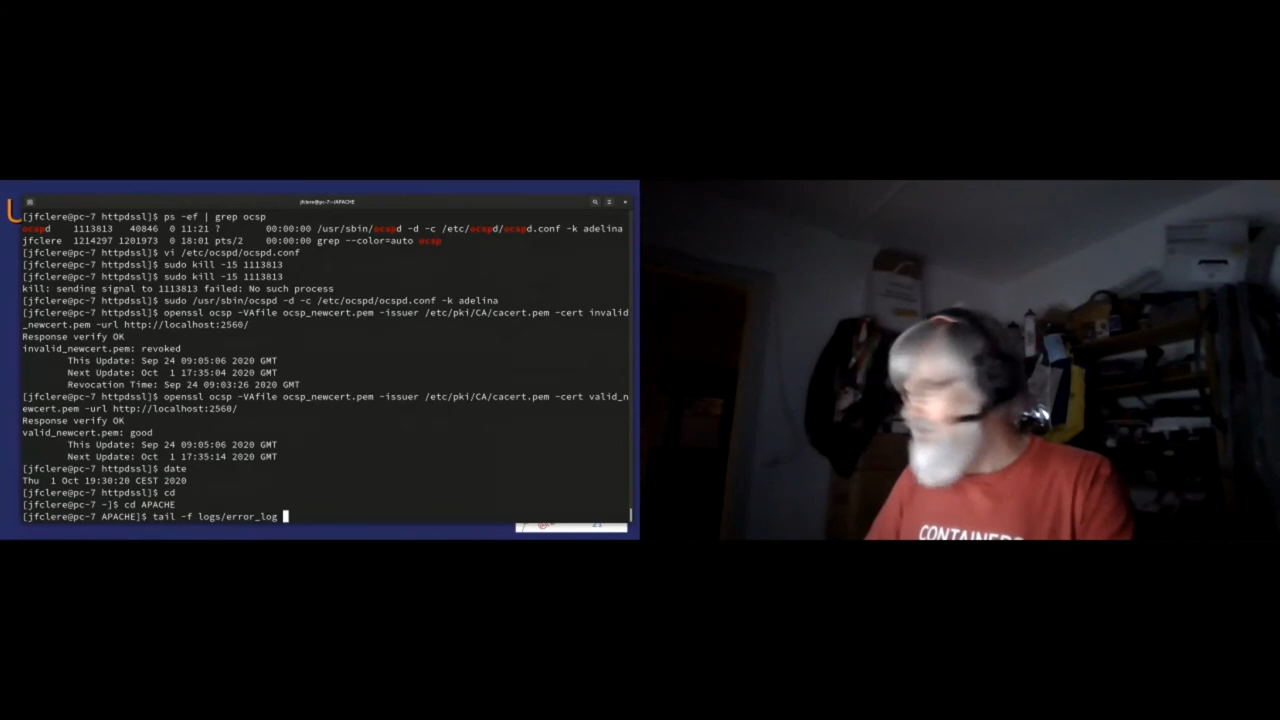 U
jfclere@pc-7:~/APACHE
[jfclere@pc-7 httpdssl]$ ps -ef | grep ocsp
ocspd    1113813   40846  0 11:21 ?        00:00:00 /usr/sbin/ocspd -d -c /etc/ocspd/ocspd.conf -k adelina
jfclere  1214297 1201973  0 18:01 pts/2    00:00:00 grep --color=auto ocsp
[jfclere@pc-7 httpdssl]$ vi /etc/ocspd/ocspd.conf
[jfclere@pc-7 httpdssl]$ sudo kill -15 1113813
[jfclere@pc-7 httpdssl]$ sudo kill -15 1113813
kill: sending signal to 1113813 failed: No such process
[jfclere@pc-7 httpdssl]$ sudo /usr/sbin/ocspd -d -c /etc/ocspd/ocspd.conf -k adelina
[jfclere@pc-7 httpdssl]$ openssl ocsp -VAfile ocsp_newcert.pem -issuer /etc/pki/CA/cacert.pem -cert invalid
_newcert.pem -url http://localhost:2560/
Response verify OK
invalid_newcert.pem: revoked
This Update: Sep 24 09:05:06 2020 GMT
Next Update: Oct  1 17:35:04 2020 GMT
Revocation Time: Sep 24 09:03:26 2020 GMT
[jfclere@pc-7 httpdssl]$ openssl ocsp -VAfile ocsp_newcert.pem -issuer /etc/pki/CA/cacert.pem -cert valid_n
ewcert.pem -url http://localhost:2560/
Response verify OK
valid_newcert.pem: good
This Update: Sep 24 09:05:06 2020 GMT
Next Update: Oct  1 17:35:14 2020 GMT
[jfclere@pc-7 httpdssl]$ date
Thu  1 Oct 19:30:20 CEST 2020
[jfclere@pc-7 httpdssl]$ cd
[jfclere@pc-7 ~]$ cd APACHE
[jfclere@pc-7 APACHE]$ tail -f logs/error_log
21